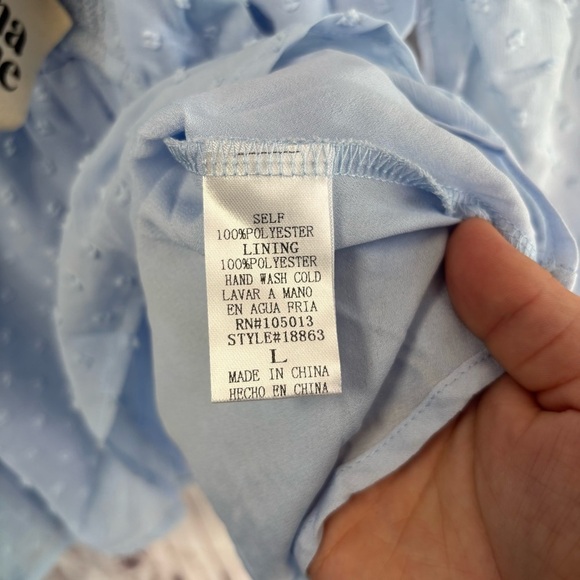 SELF
100%POLYESTER
LINING
100%POLYESTER
HAND WASH COLD
LAVAR A MANO
EN AGUA FRIA
RN#105013
STYLE#18863
L
MADE IN CHINA
HECHO EN CHINA